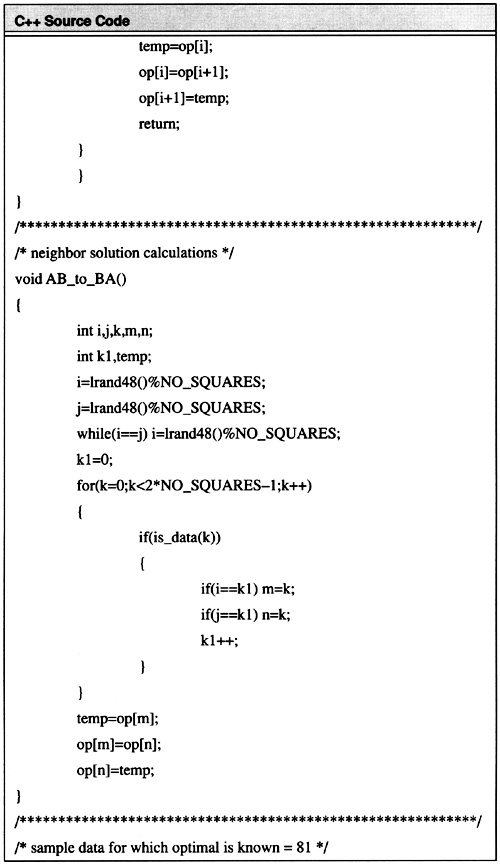 C++ Source Code
temp=op[i];
op[i]=op[i+1];
op[i+1]=temp;
return;
}
}
}
/***********************************************************/
/* neighbor solution calculations */
void AB_to_BA()
{
int i,j,k,m,n;
int k1,temp;
i=lrand48()%NO_SQUARES;
j=lrand48()%NO_SQUARES;
while(i==j) i=lrand48()%NO_SQUARES;
k1=0;
for(k=0;k<2*NO_SQUARES–1;k++)
{
if(is_data(k))
{
if(i==k1) m=k;
if(j==k1) n=k;
k1++;
}
}
temp=op[m];
op[m]=op[n];
op[n]=temp;
}
/***********************************************************/
/* sample data for which optimal is known = 81 */